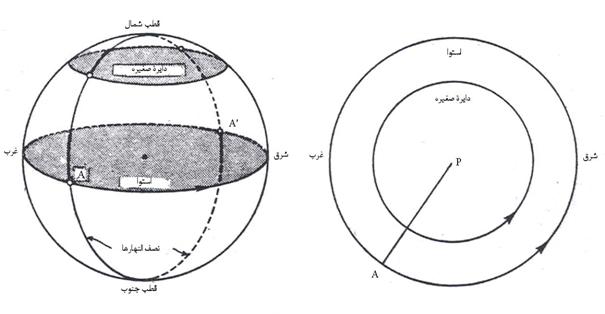 قطب شمال
دایرهٔ صغیره
A'
غرب
شرق
A
استوا
نصف النهارها
قطب جنوب
استوا
دایرهٔ صغیره
غرب
شرق
P
A